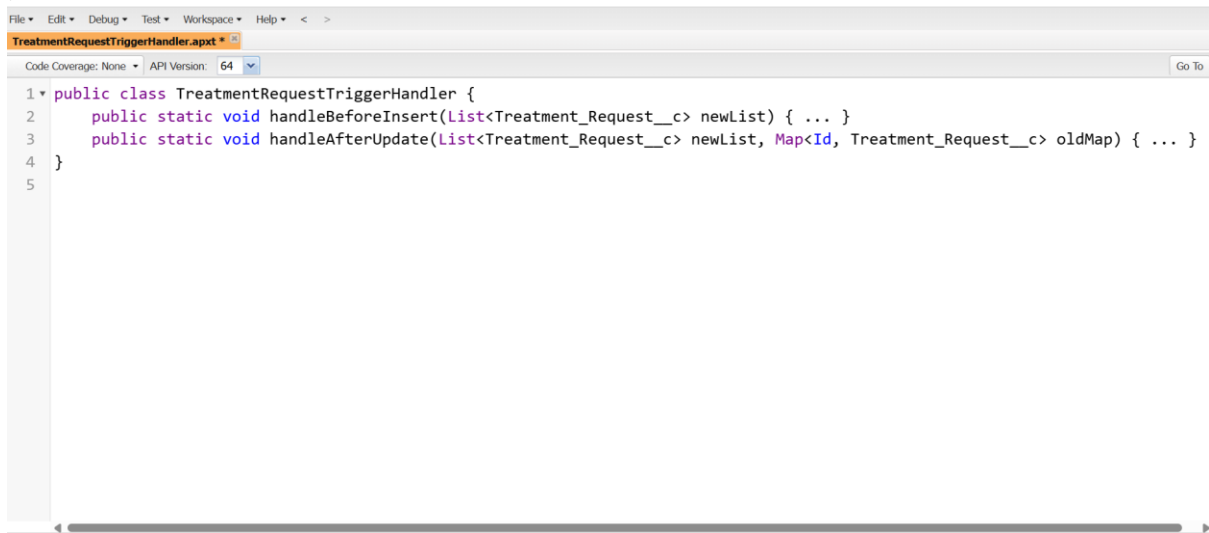 File Edit Debug Test Workspace Help < >
TreatmentRequestTriggerHandler.apxt *
Code Coverage: None API Version: 64 Go To
1 public class TreatmentRequestTriggerHandler {
2 public static void handleBeforeInsert(List<Treatment_Request__c> newList) { ... }
3 public static void handleAfterUpdate(List<Treatment_Request__c> newList, Map<Id, Treatment_Request__c> oldMap) { ... }
4 }
5